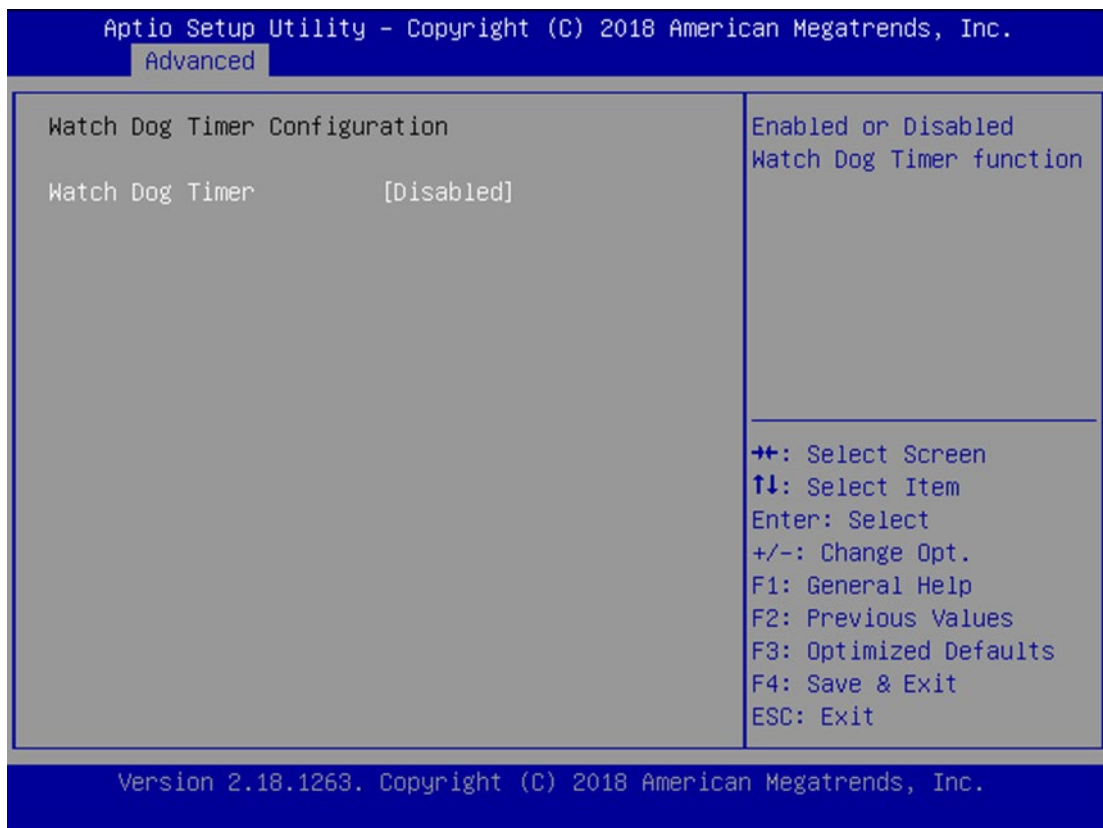 Aptio Setup Utility – Copyright (C) 2018 American Megatrends, Inc.
Advanced
Watch Dog Timer Configuration
Watch Dog Timer [Disabled]
Enabled or Disabled
Watch Dog Timer function
→←: Select Screen
↑↓: Select Item
Enter: Select
+/-: Change Opt.
F1: General Help
F2: Previous Values
F3: Optimized Defaults
F4: Save & Exit
ESC: Exit
Version 2.18.1263. Copyright (C) 2018 American Megatrends, Inc.